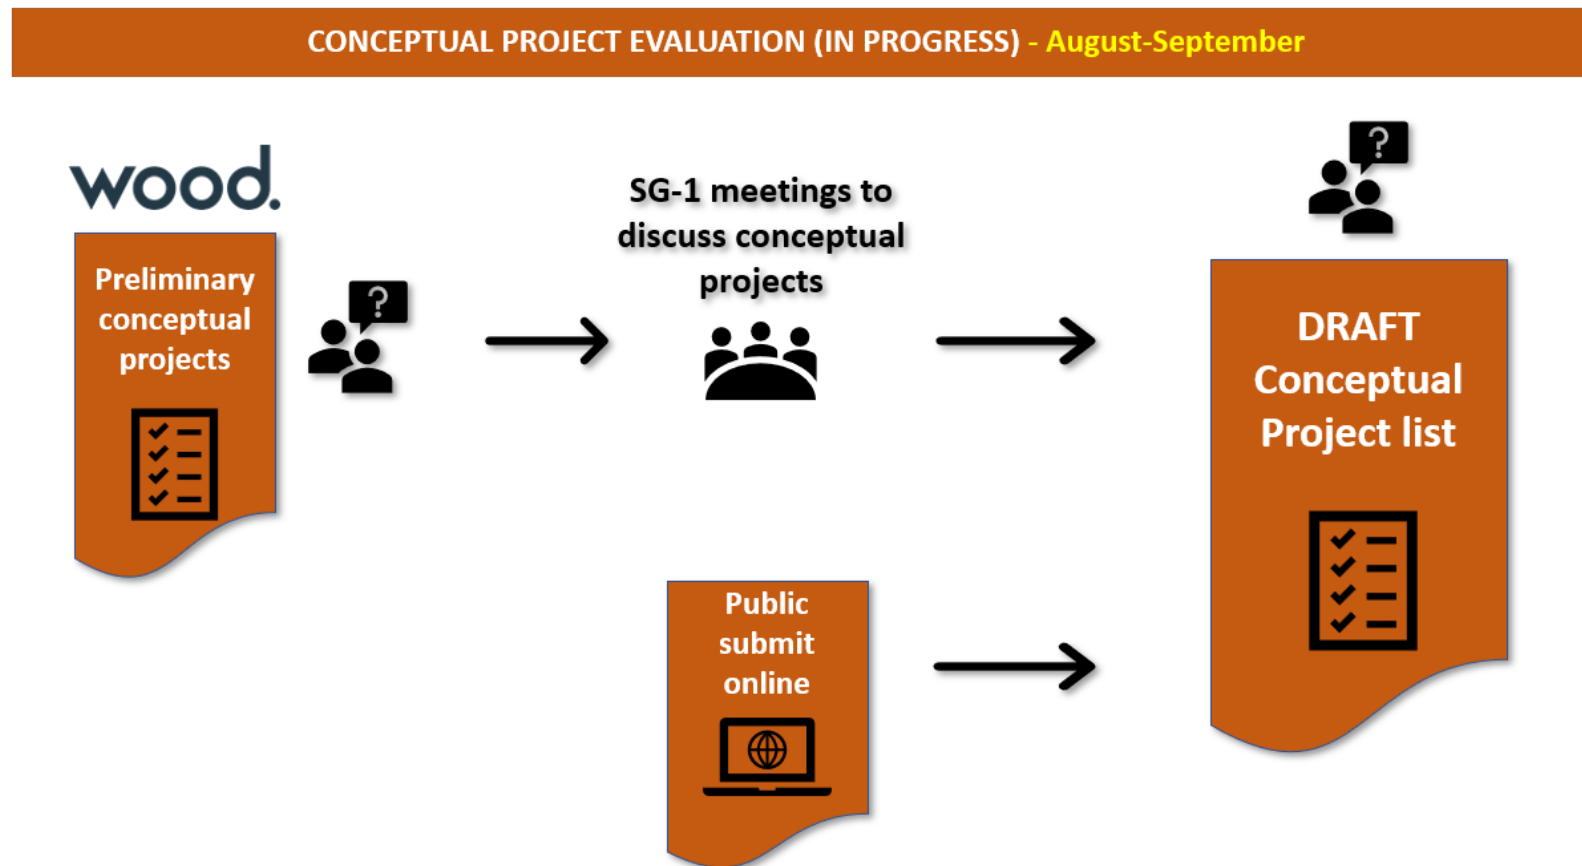 CONCEPTUAL PROJECT EVALUATION (IN PROGRESS) - August-September
wood.
Preliminary
conceptual
projects
?
SG-1 meetings to
discuss conceptual
projects
?
DRAFT
Conceptual
Project list
Public
submit
online